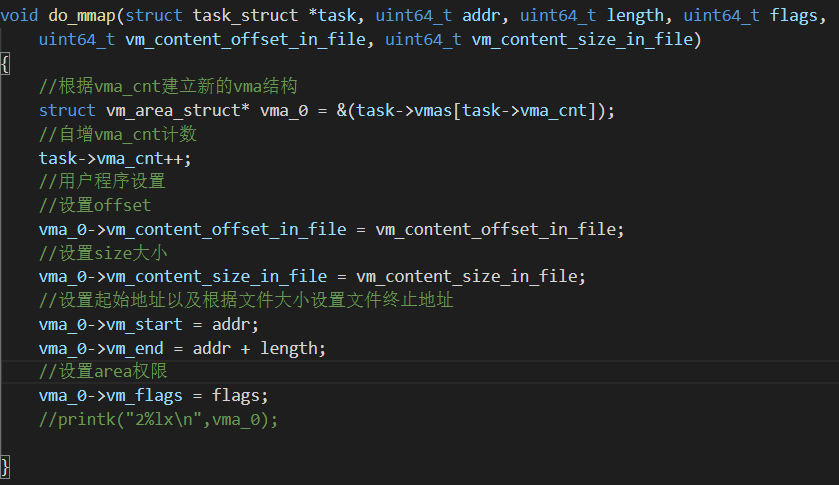 void do_mmap(struct task_struct *task, uint64_t addr, uint64_t length, uint64_t flags,
    uint64_t vm_content_offset_in_file, uint64_t vm_content_size_in_file)
{
    //根据vma_cnt建立新的vma结构
    struct vm_area_struct* vma_0 = &(task->vmas[task->vma_cnt]);
    //自增vma_cnt计数
    task->vma_cnt++;
    //用户程序设置
    //设置offset
    vma_0->vm_content_offset_in_file = vm_content_offset_in_file;
    //设置size大小
    vma_0->vm_content_size_in_file = vm_content_size_in_file;
    //设置起始地址以及根据文件大小设置文件终止地址
    vma_0->vm_start = addr;
    vma_0->vm_end = addr + length;
    //设置area权限
    vma_0->vm_flags = flags;
    //printk("2%lx\n",vma_0);
}